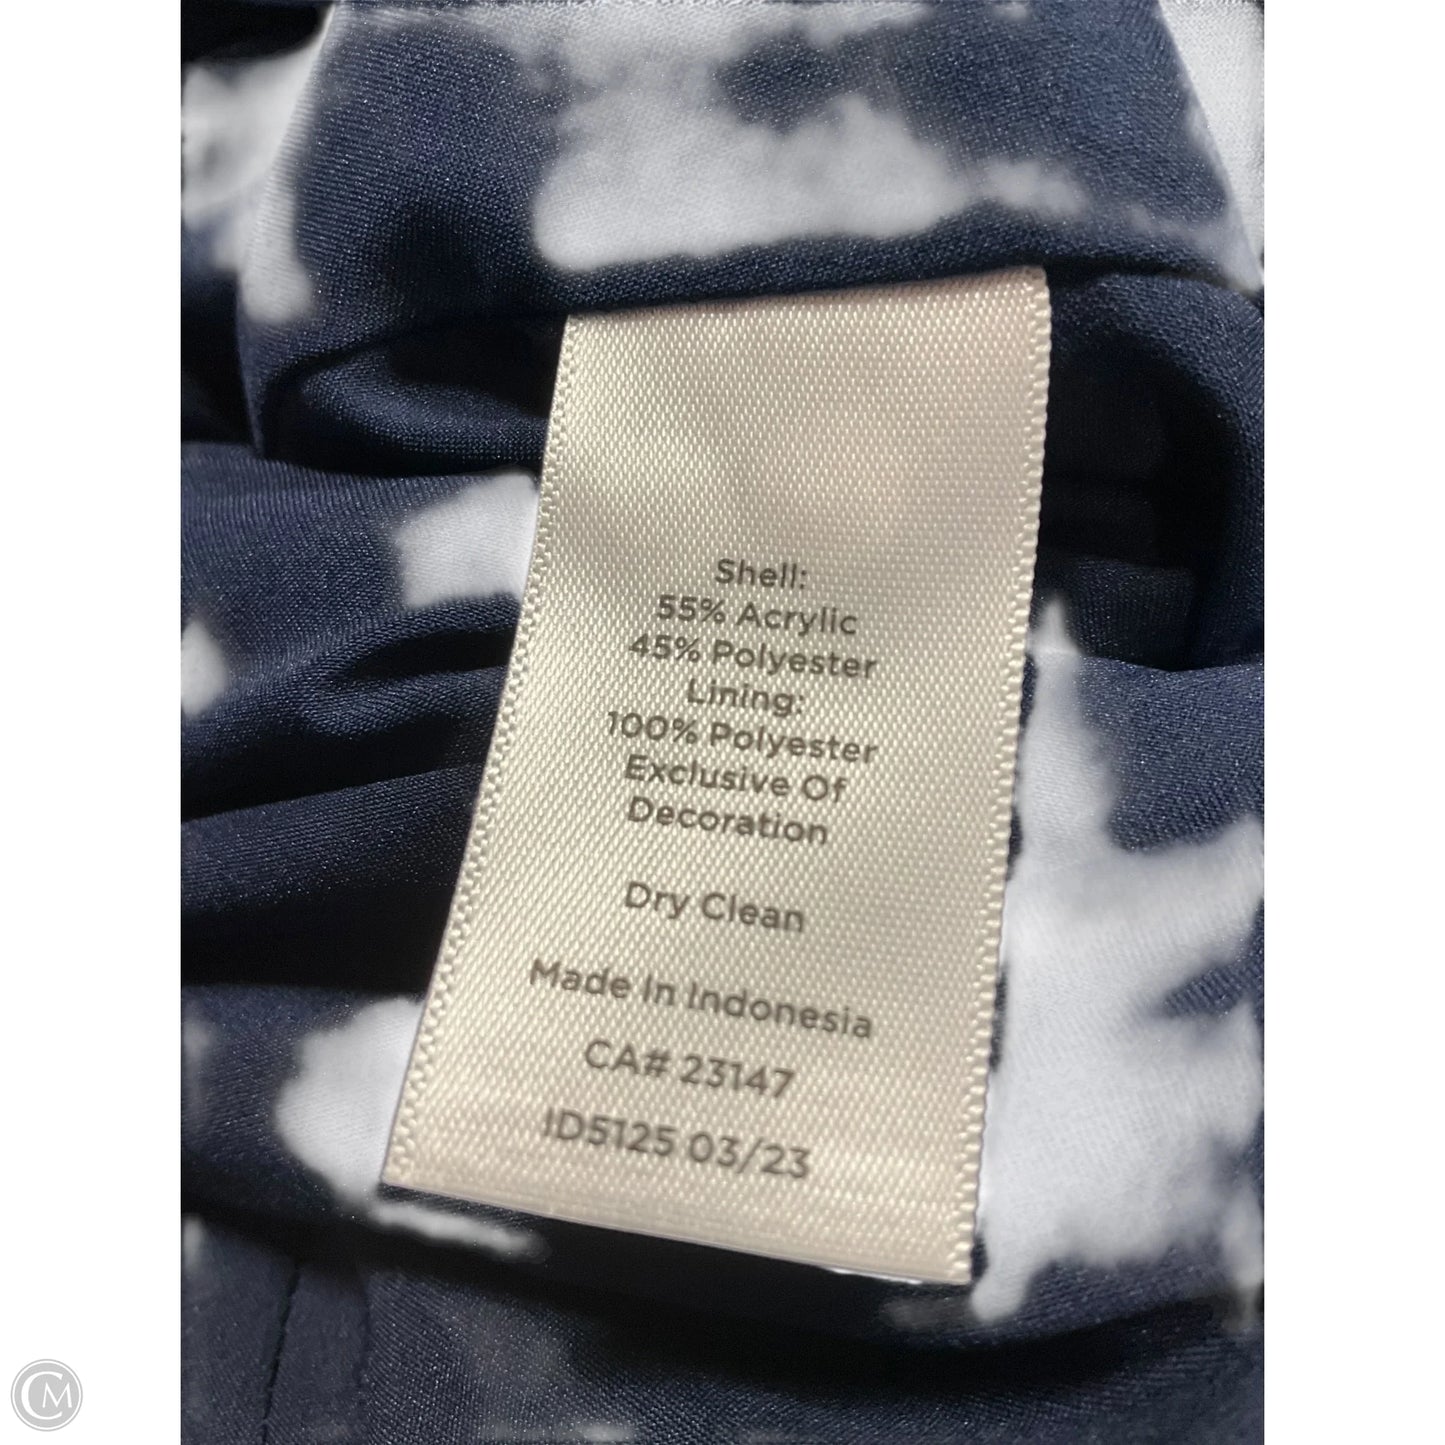 Shell:
55% Acrylic
45% Polyester
Lining:
100% Polyester
Exclusive Of
Decoration
Dry Clean
Made In Indonesia
CA# 23147
ID5125 03/23
CM